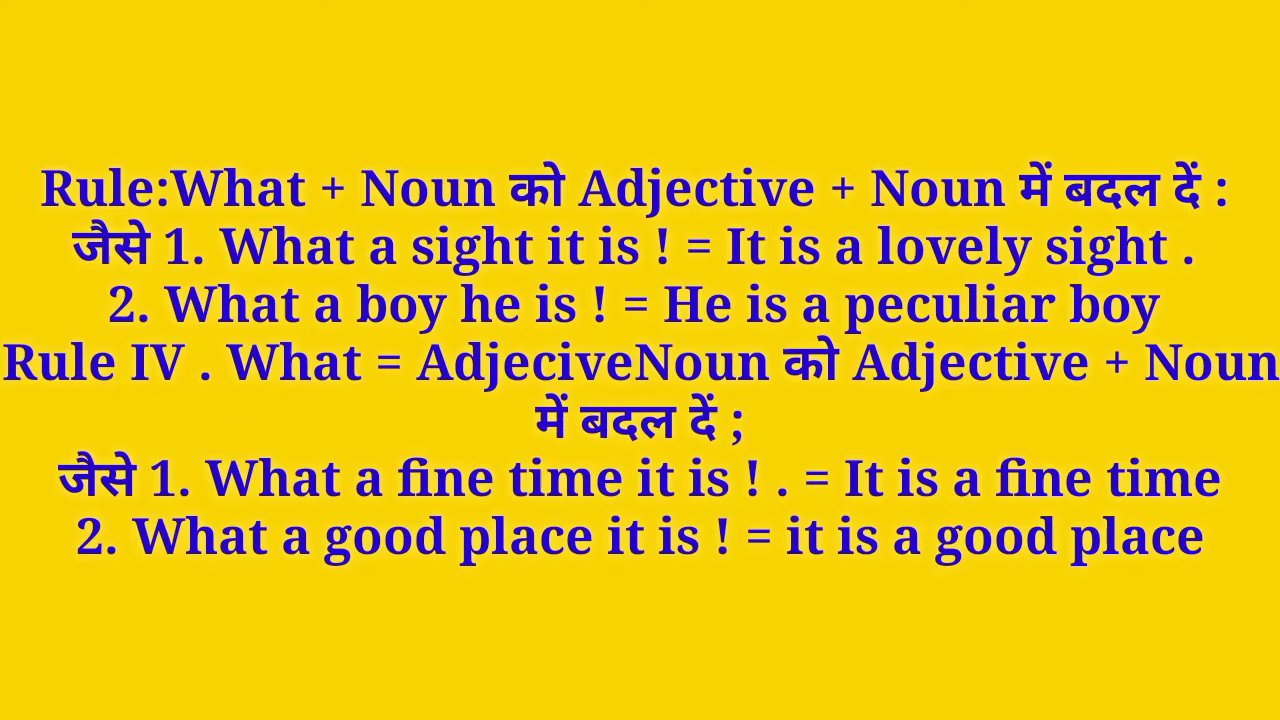 Rule:What + Noun को Adjective + Noun में बदल दें :
जैसे 1. What a sight it is ! = It is a lovely sight .
2. What a boy he is ! = He is a peculiar boy
Rule IV . What = AdjeciveNoun को Adjective + Noun
में बदल दें ;
जैसे 1. What a fine time it is ! . = It is a fine time
2. What a good place it is ! = it is a good place